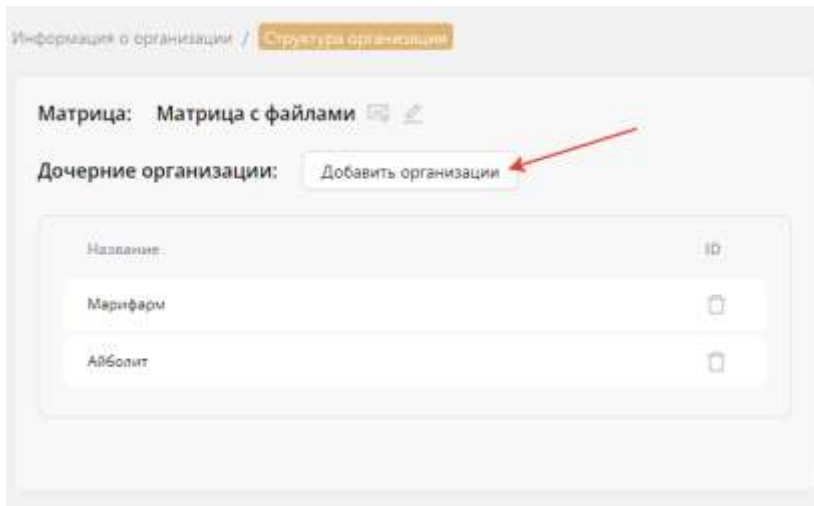 Информация о организации / Структура организации
Матрица: Матрица с файлами
Дочерние организации: Добавить организации
Название ID
Марифарм
Айболит